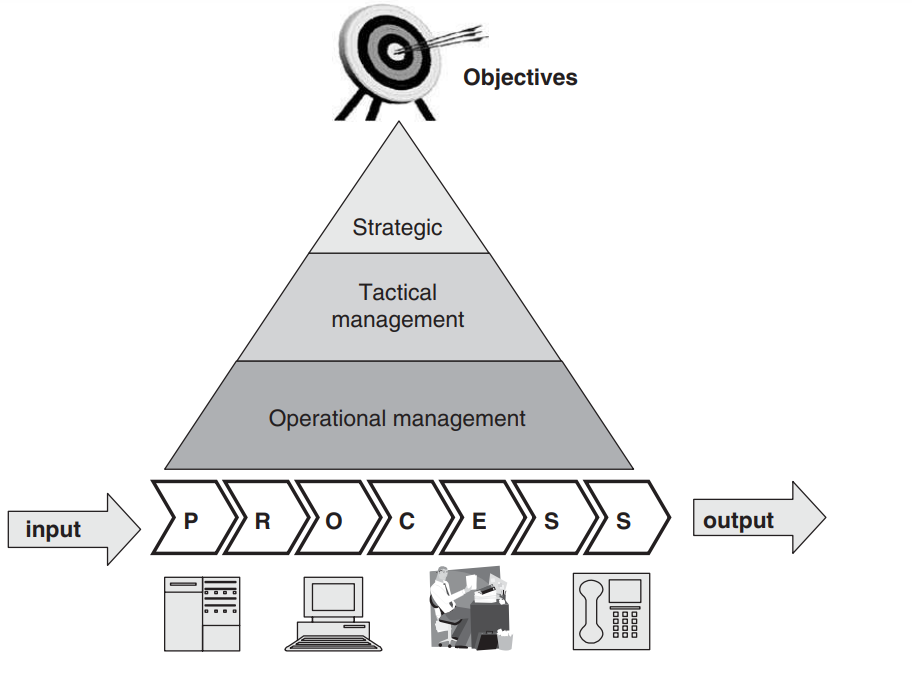 Objectives
Strategic
Tactical
management
Operational management
input
P R O C E S S
output